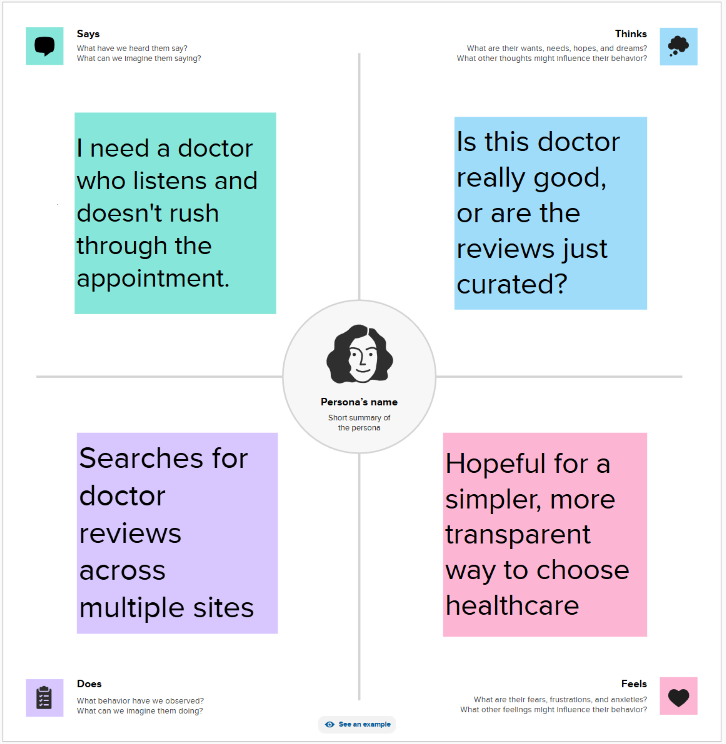 Says
What have we heard them say?
What can we imagine them saying?
Thinks
What are their wants, needs, hopes, and dreams?
What other thoughts might influence their behavior?
I need a doctor
who listens and
doesn't rush
through the
appointment.
Is this doctor
really good,
or are the
reviews just
curated?
Persona's name
Short summary of
the persona
Searches for
doctor
reviews
across
multiple sites
Hopeful for a
simpler, more
transparent
way to choose
healthcare
Does
What behavior have we observed?
What can we imagine them doing?
Feels
What are their fears, frustrations, and anxieties?
What other feelings might influence their behavior?
See an example